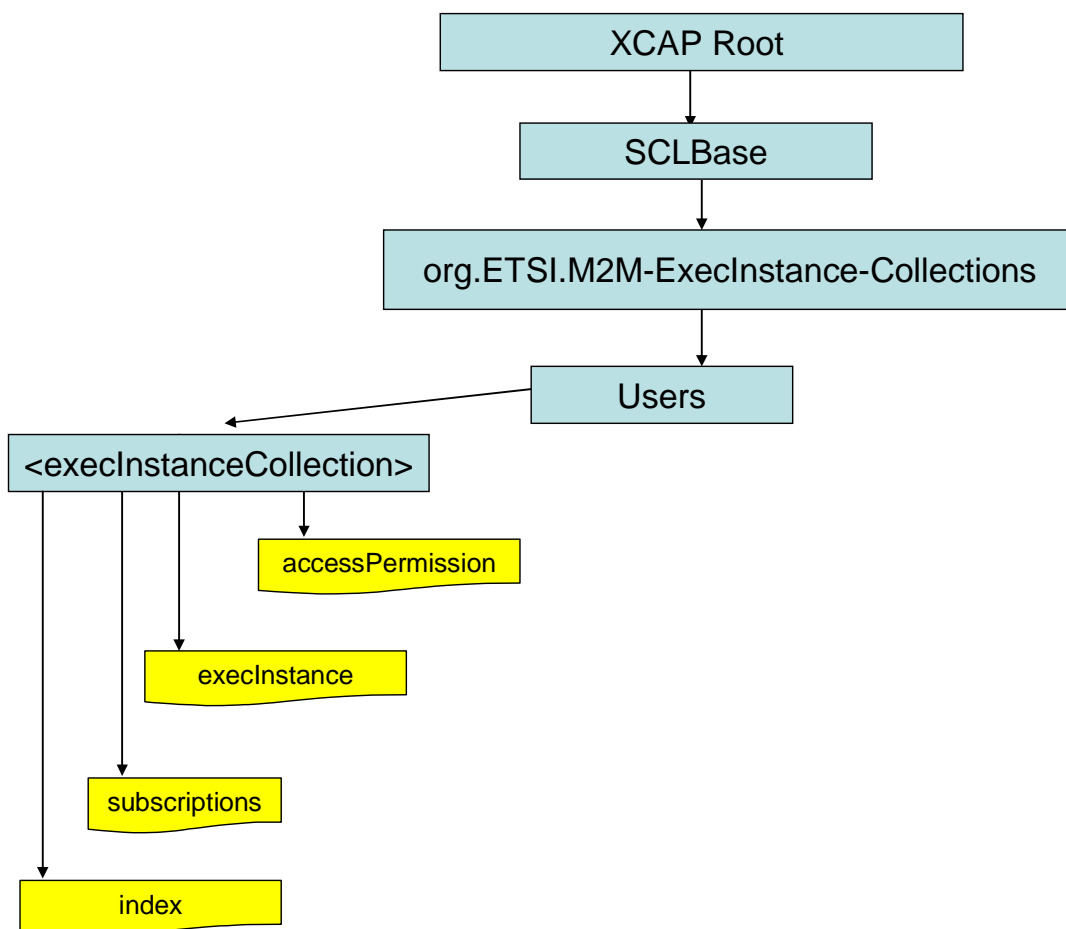 XCAP Root
SCLBase
org.ETSI.M2M-ExecInstance-Collections
Users
<execInstanceCollection>
accessPermission
execInstance
subscriptions
index